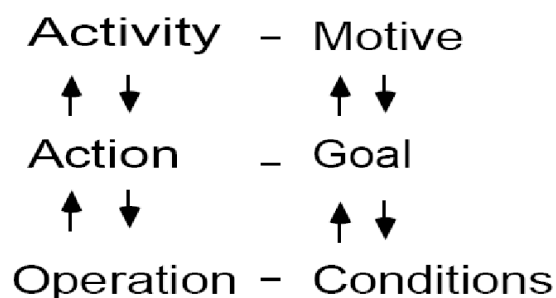 Activity – Motive
Action – Goal
Operation – Conditions